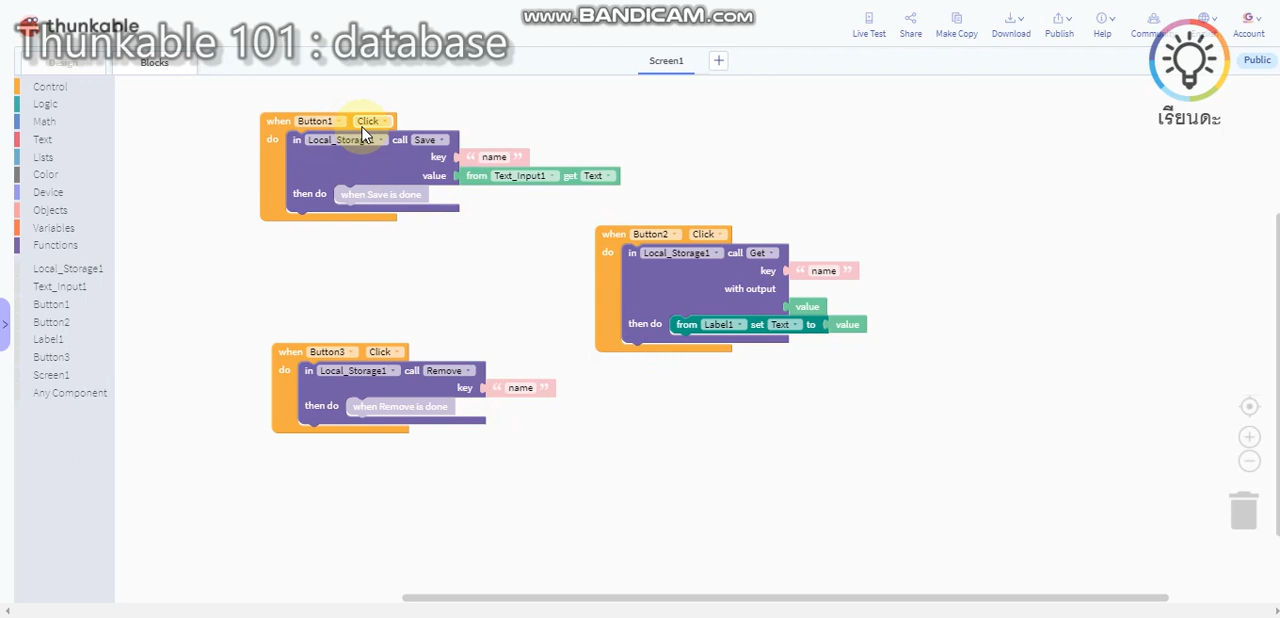 www.BANDICAM.com
thunkable
Thunkable 101 : database
Live Test
Share
Make Copy
Download
Publish
Help
Account
Design
Blocks
Screen1
+
Public
เรียนดะ
Control
Logic
Math
Text
Lists
Color
Device
Objects
Variables
Functions
Local_Storage1
Text_Input1
Button1
Button2
Label1
Button3
Screen1
Any Component
when Button1 Click
do in Local_Storage1 call Save
key “ name ”
value from Text_Input1 get Text
then do when Save is done
when Button2 Click
do in Local_Storage1 call Get
key “ name ”
with output
value
then do from Label1 set Text to value
when Button3 Click
do in Local_Storage1 call Remove
key “ name ”
then do when Remove is done